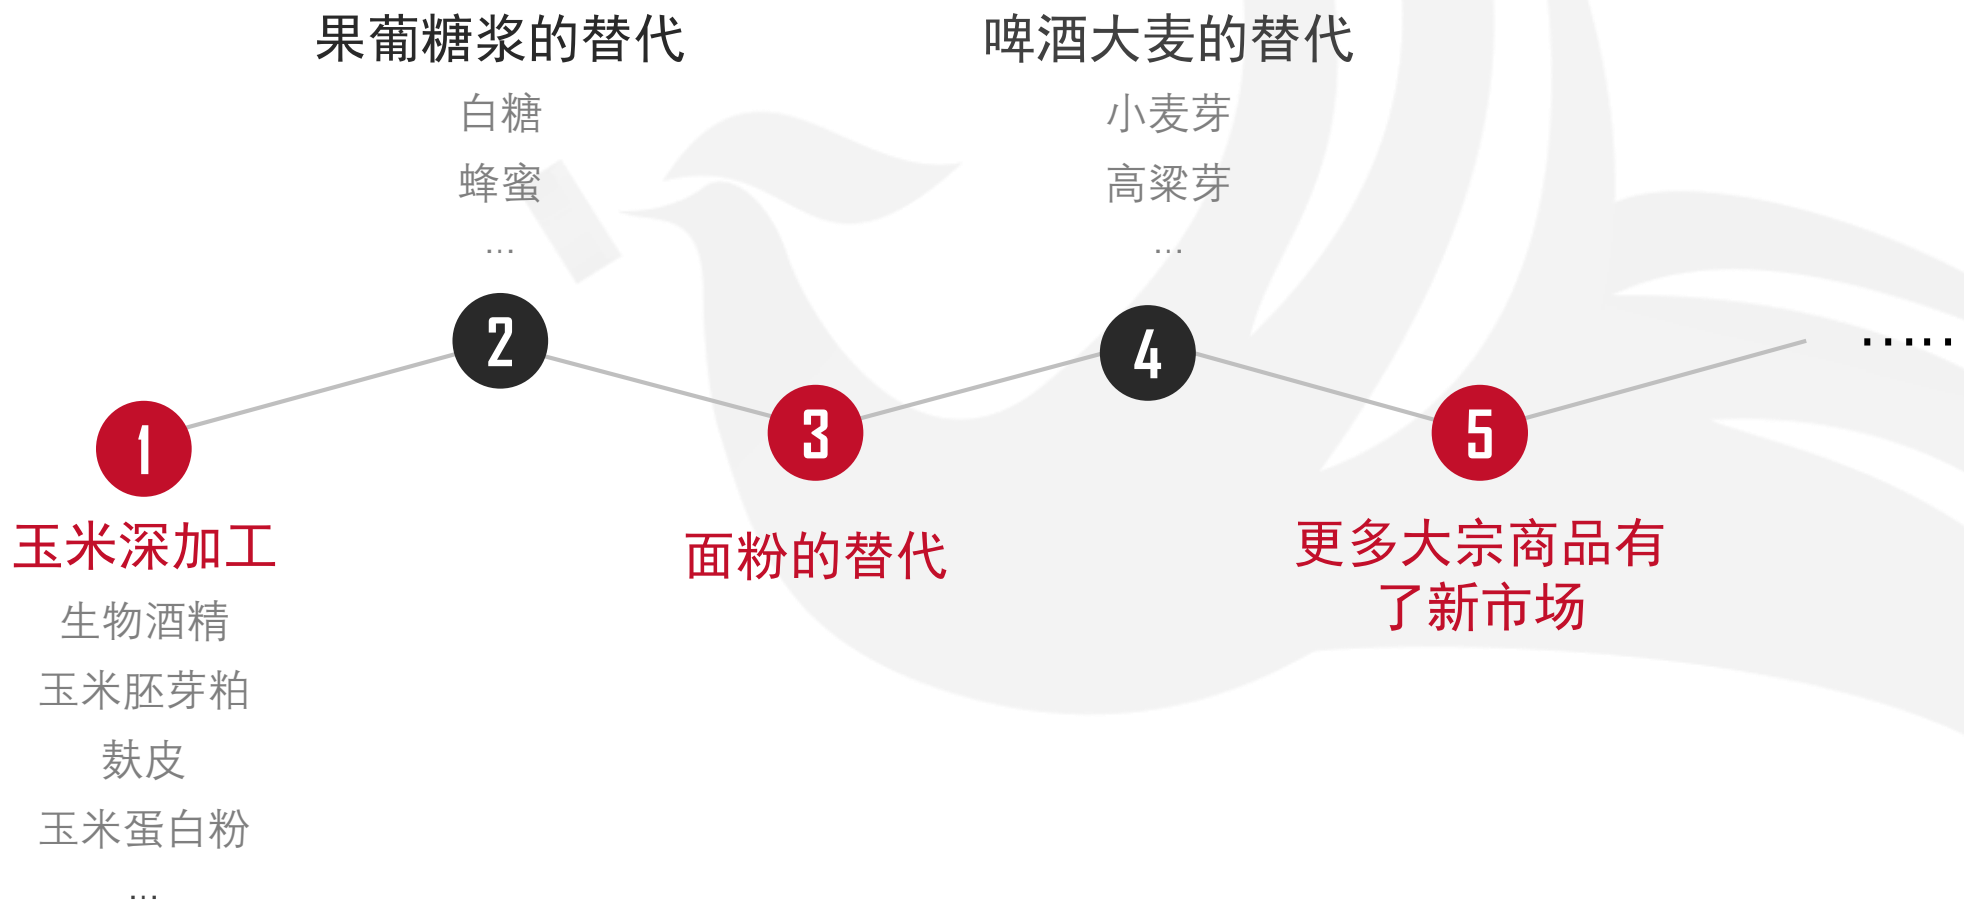 果葡糖浆的替代
白糖
蜂蜜
...
啤酒大麦的替代
小麦芽
高粱芽
...
2
4
……
1
3
5
玉米深加工
生物酒精
玉米胚芽粕
麸皮
玉米蛋白粉
...
面粉的替代
更多大宗商品有
了新市场